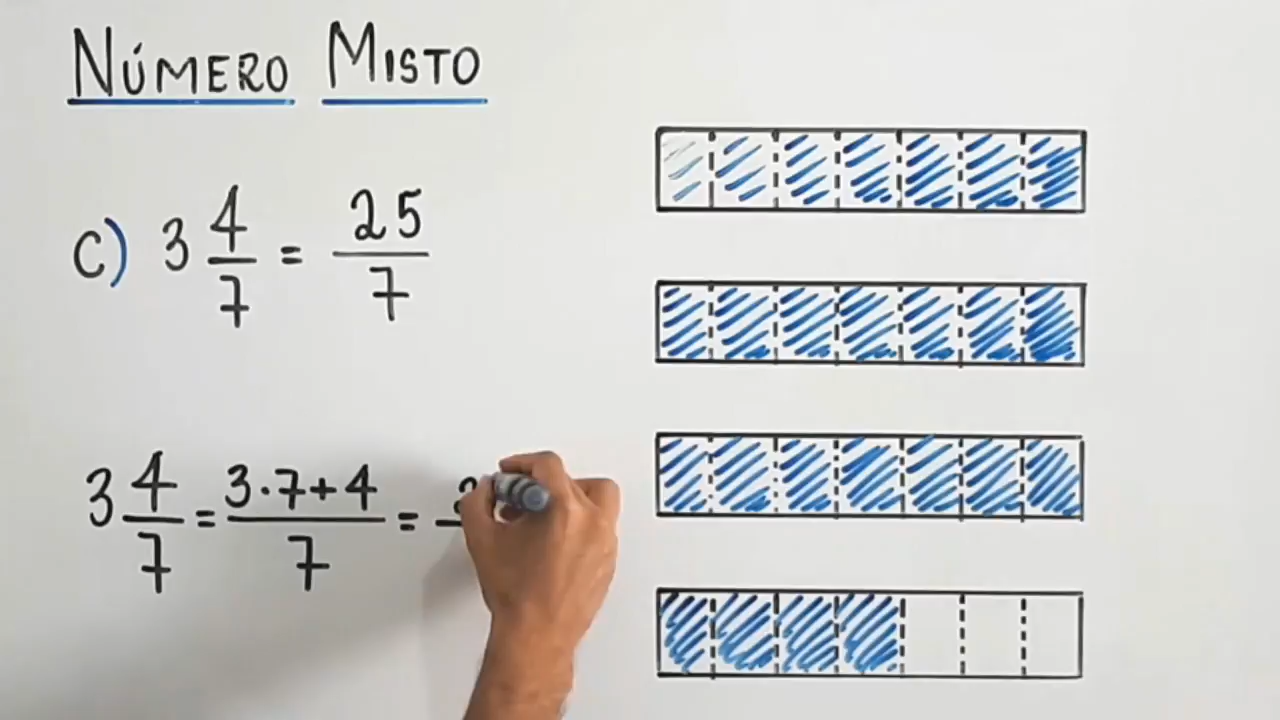 NÚMERO MISTO
C) 3 4/7 = 25/7
3 4/7 = 3·7+4/7 =